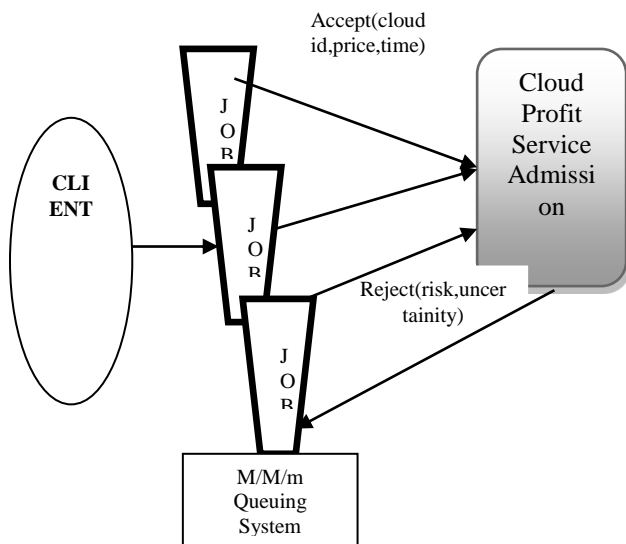 Accept(cloud
id,price,time)
Cloud
Profit
Service
Admissi
on
J
O
B
CLI
ENT
J
O
B
Reject(risk,uncer
tainity)
J
O
B
M/M/m
Queuing
System